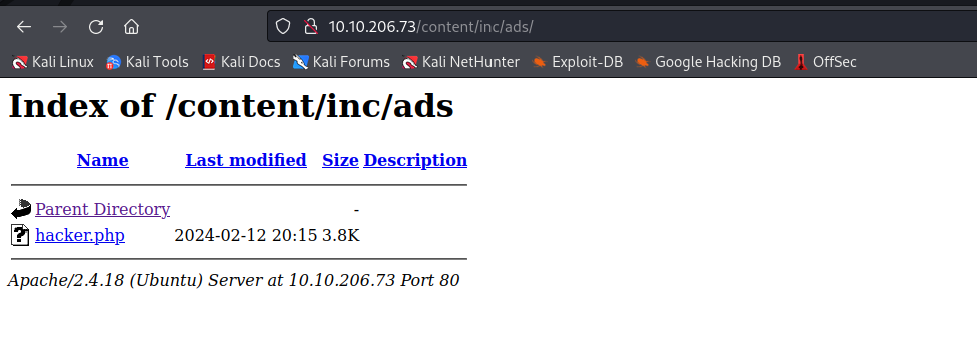 10.10.206.73/content/inc/ads/
Kali Linux Kali Tools Kali Docs Kali Forums Kali NetHunter Exploit-DB Google Hacking DB OffSec
Index of /content/inc/ads
Name Last modified Size Description
Parent Directory -
hacker.php 2024-02-12 20:15 3.8K
Apache/2.4.18 (Ubuntu) Server at 10.10.206.73 Port 80